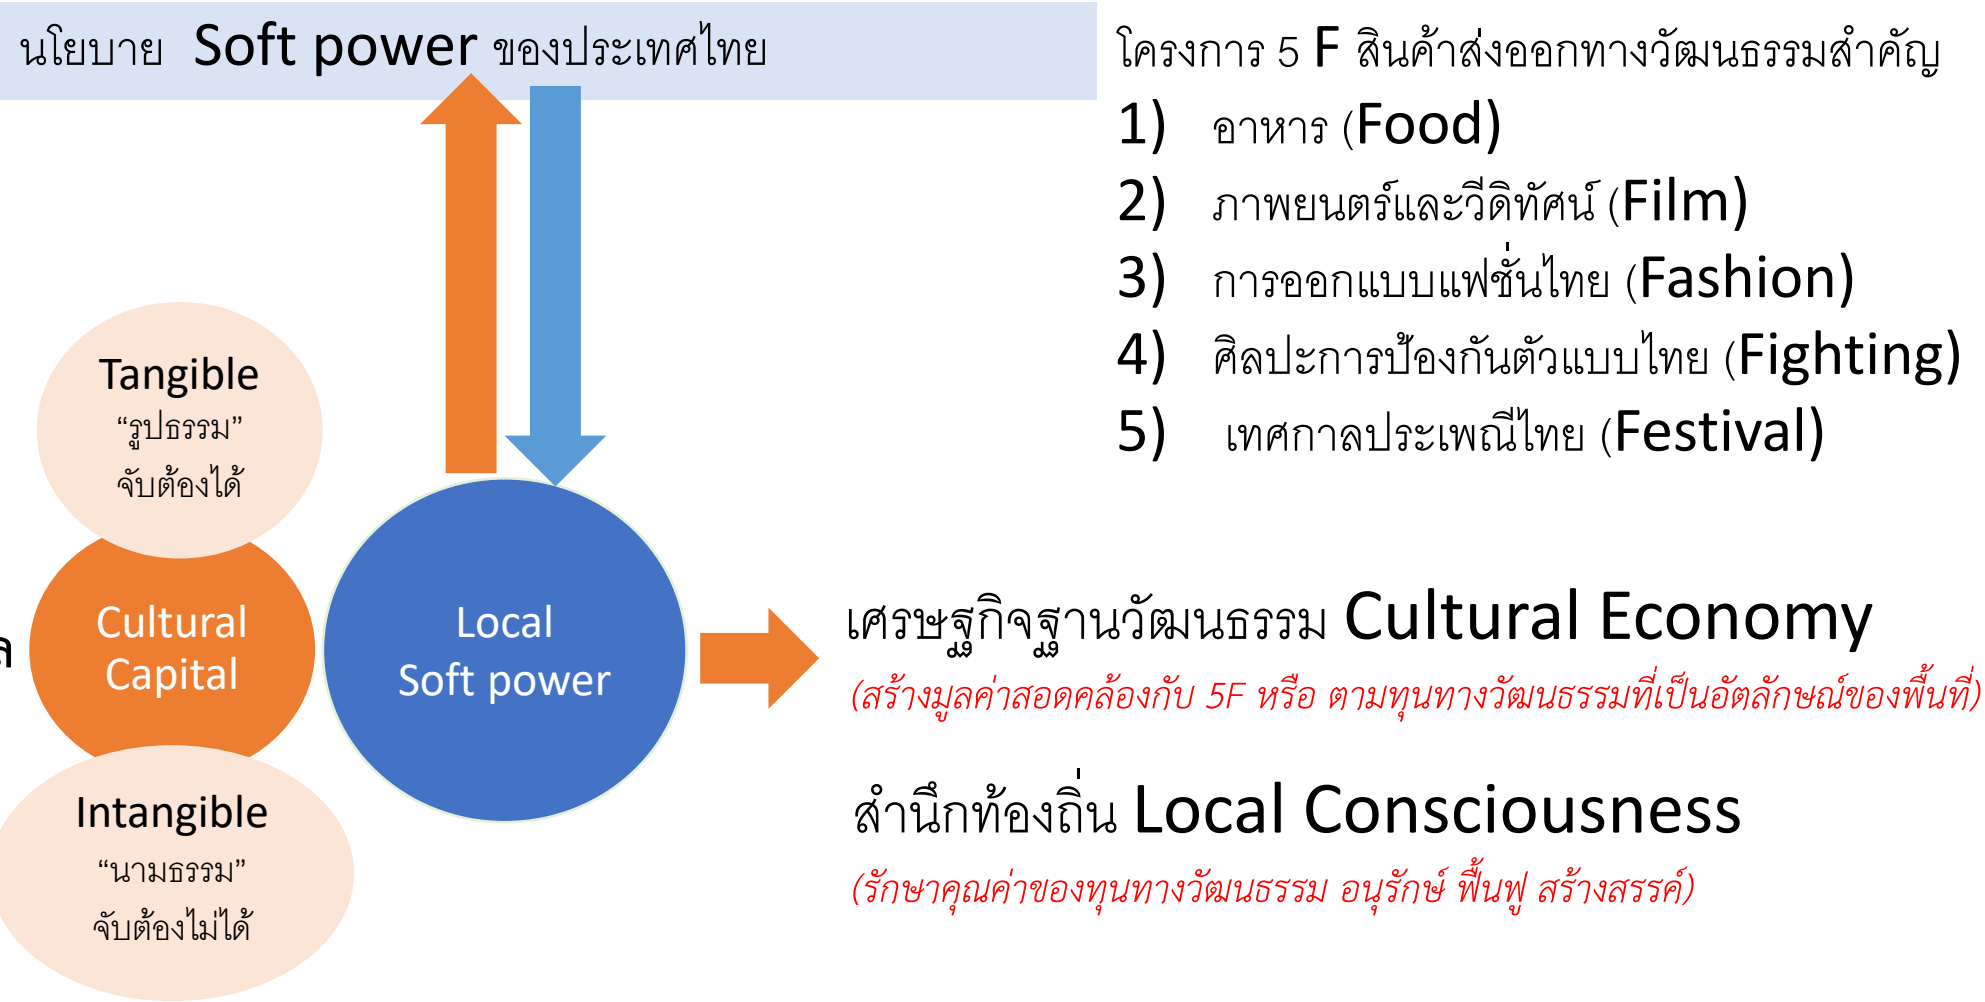 นโยบาย Soft power ของประเทศไทย
โครงการ 5 F สินค้าส่งออกทางวัฒนธรรมสำคัญ
1) อาหาร (Food)
2) ภาพยนตร์และวีดิทัศน์ (Film)
3) การออกแบบแฟชั่นไทย (Fashion)
4) ศิลปะการป้องกันตัวแบบไทย (Fighting)
5) เทศกาลประเพณีไทย (Festival)
Tangible
“รูปธรรม”
จับต้องได้
Cultural
Capital
Intangible
“นามธรรม”
จับต้องไม่ได้
Local
Soft power
เศรษฐกิจฐานวัฒนธรรม Cultural Economy
(สร้างมูลค่าสอดคล้องกับ 5F หรือ ตามทุนทางวัฒนธรรมที่เป็นอัตลักษณ์ของพื้นที่)
สำนึกท้องถิ่น Local Consciousness
(รักษาคุณค่าของทุนทางวัฒนธรรม อนุรักษ์ ฟื้นฟู สร้างสรรค์)